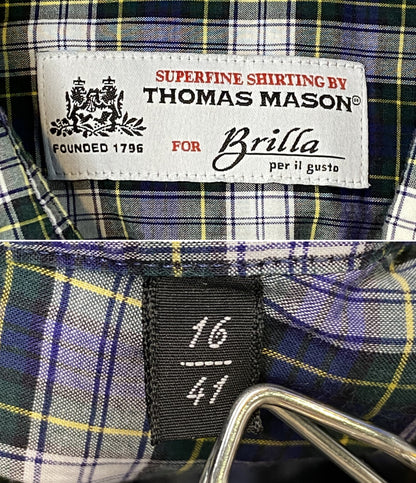 SUPERFINE SHIRTING BY
THOMAS MASON®
FOUNDED 1796 FOR Brilla
per il gusto
16
41